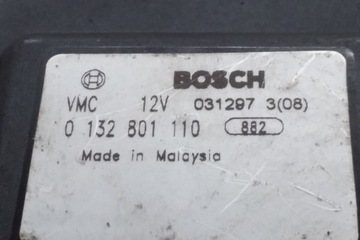 BOSCH
VMC 12V 031297 3(08)
0 132 801 110 882
Made in Malaysia